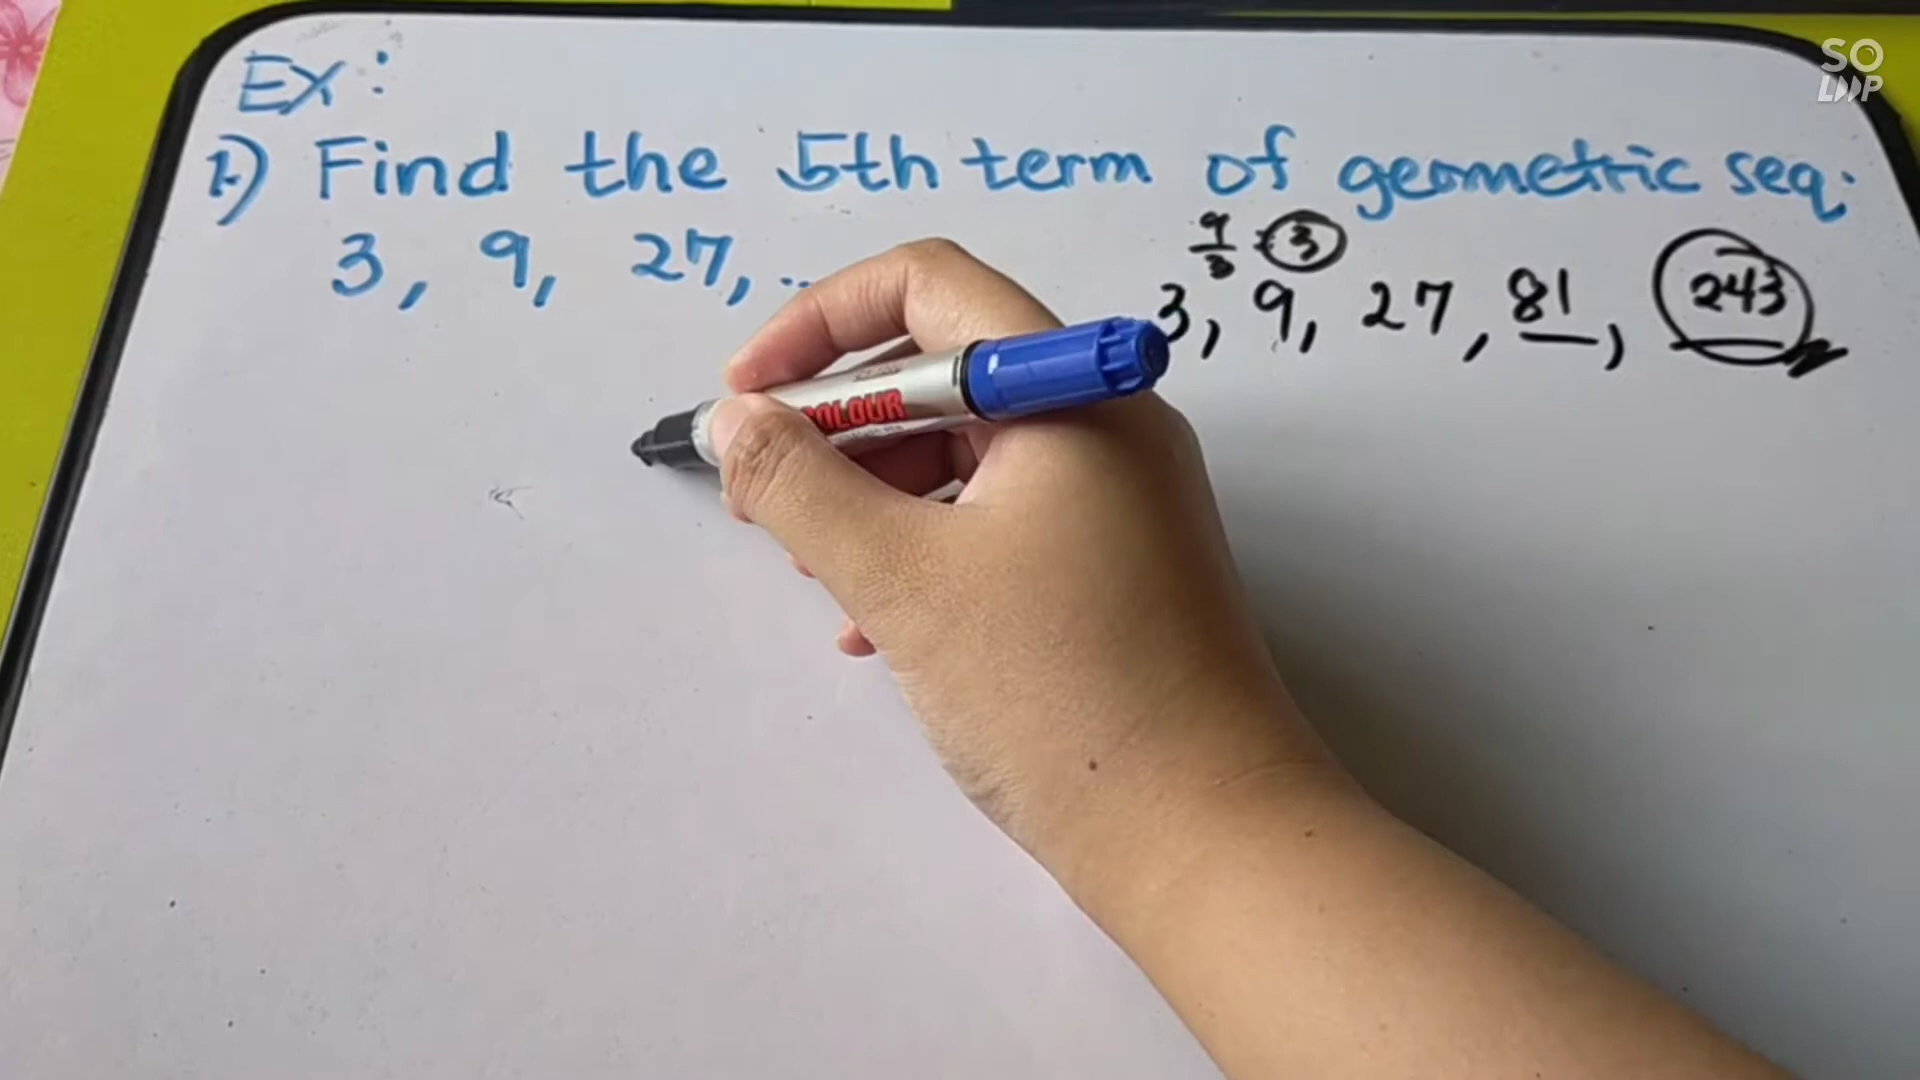 SO
LOOP
Ex:
1.) Find the 5th term of geometric seq.
3, 9, 27, ...
9/3 = 3
3, 9, 27, 81, 243
COLOUR